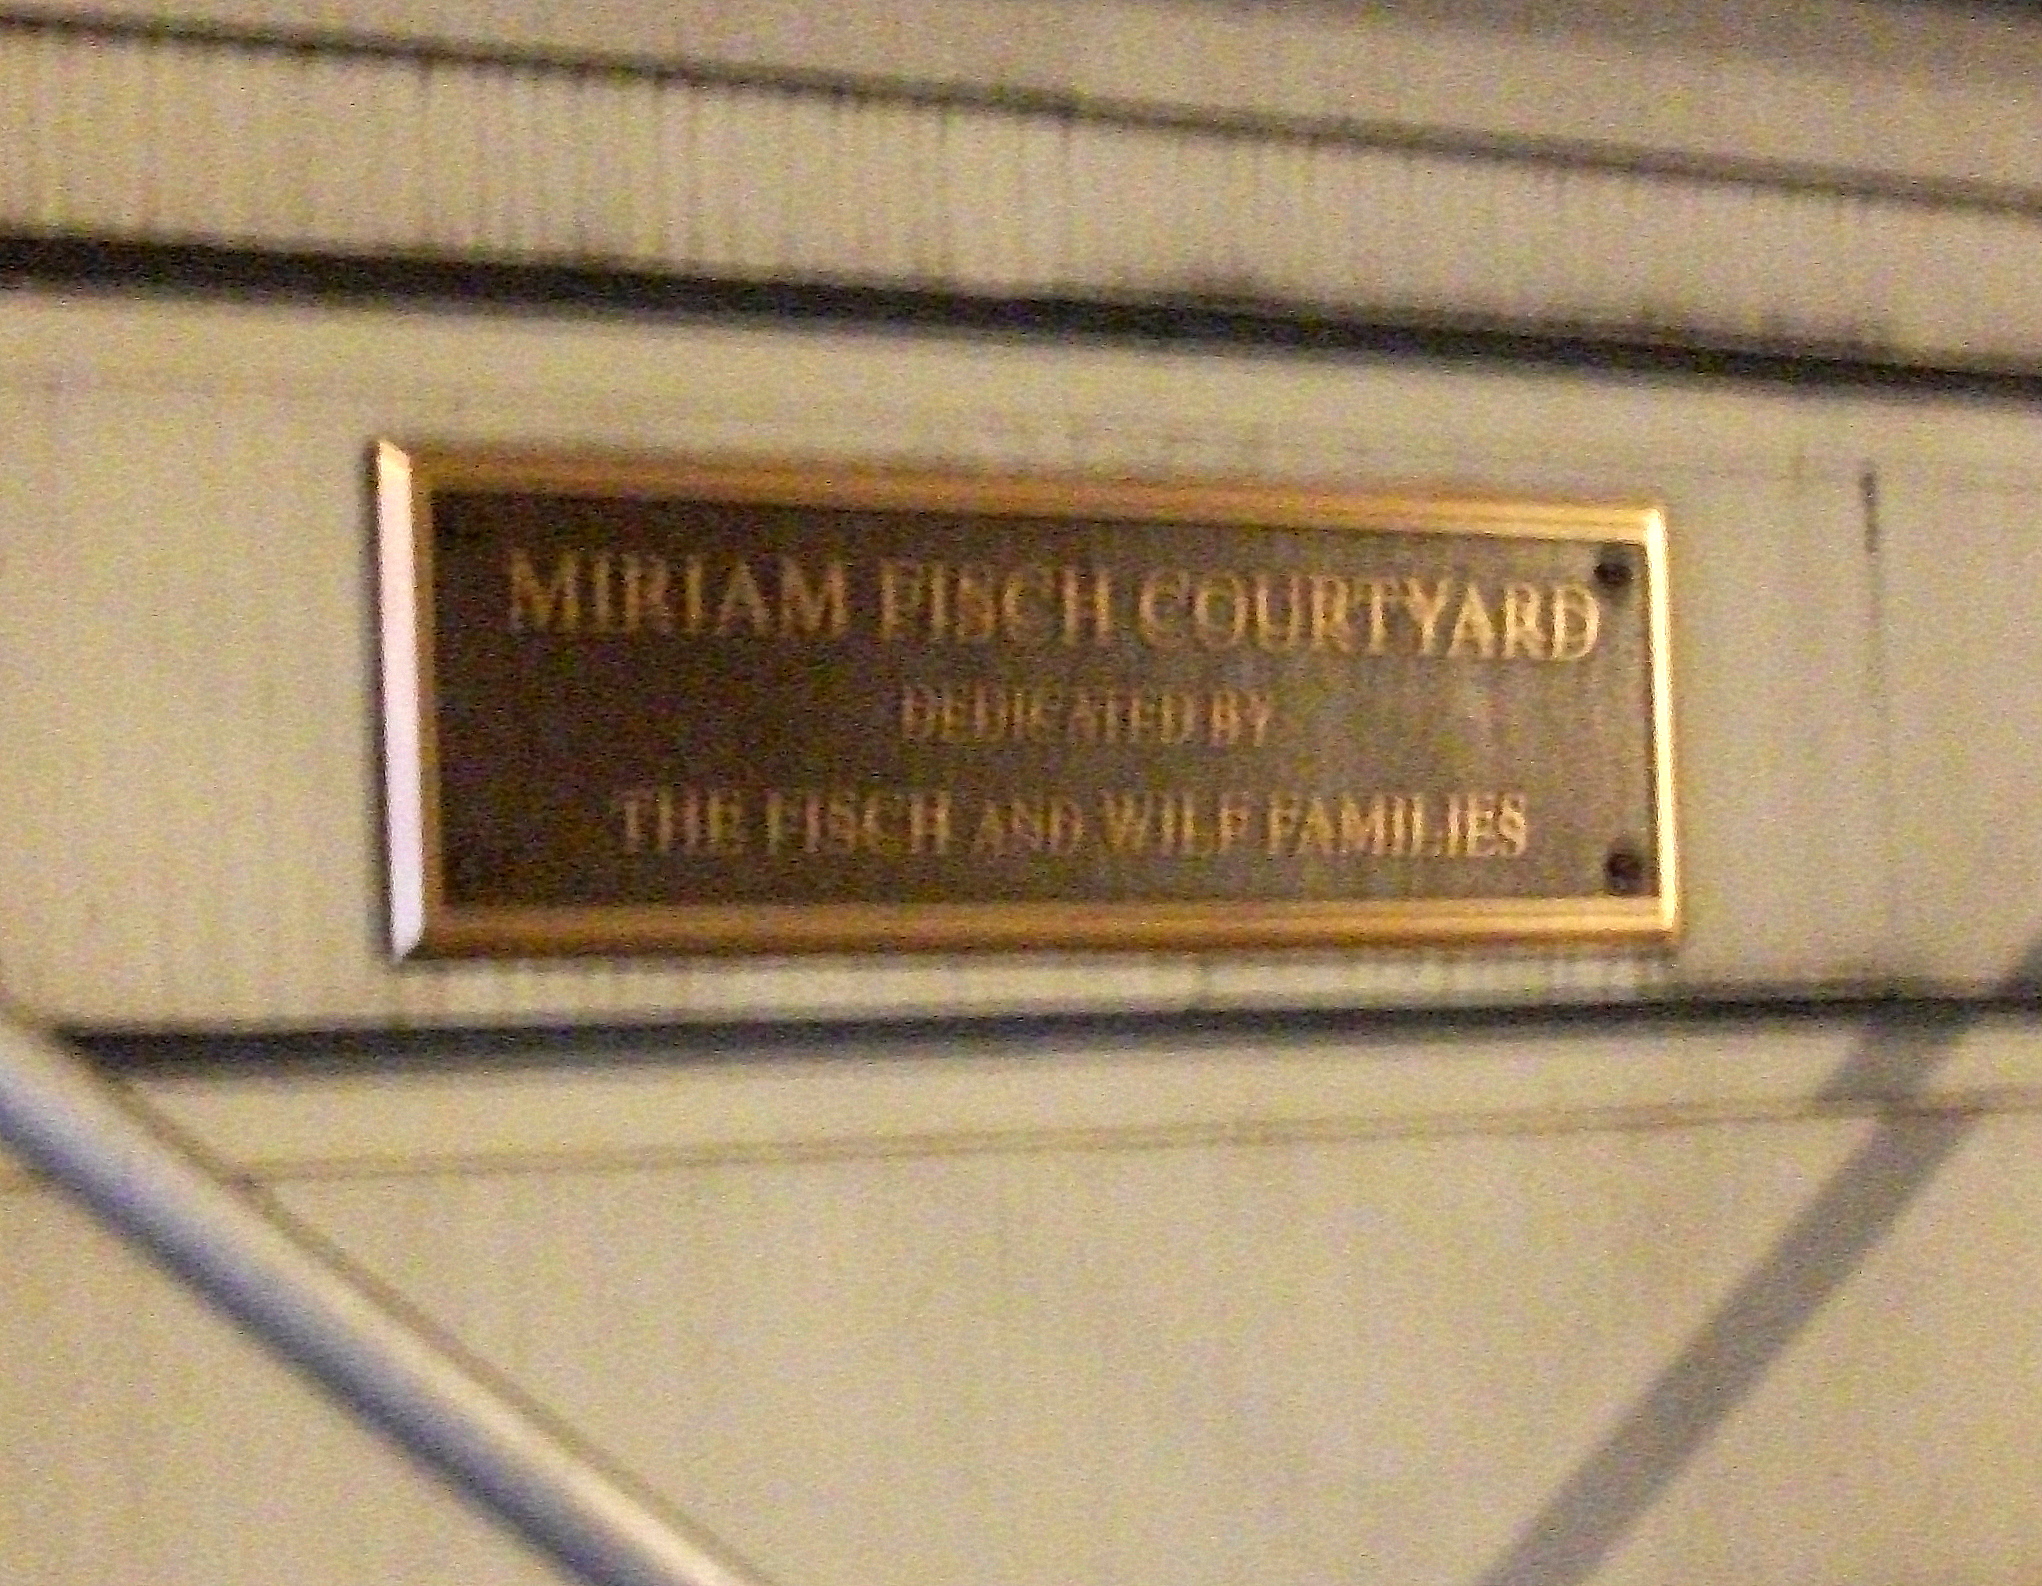 MIRIAM FISCH COURTYARD
DEDICATED BY
THE FISCH AND WILF FAMILIES